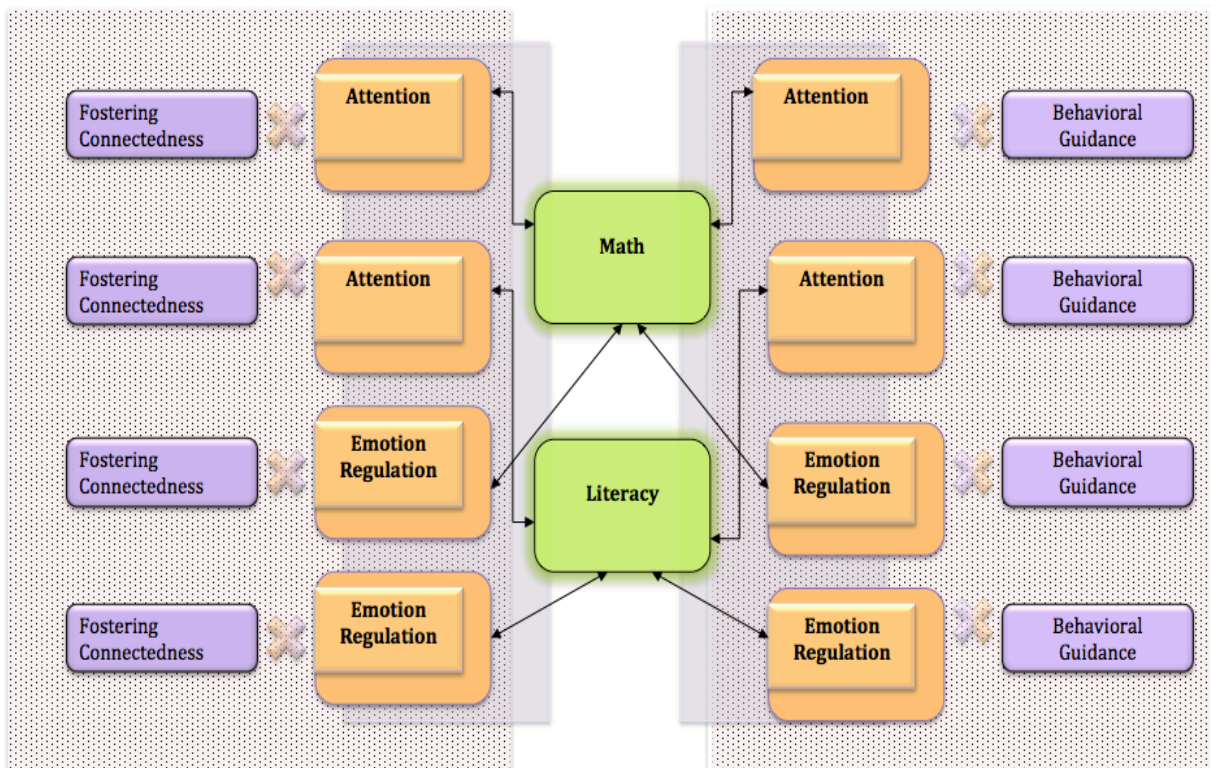 Fostering
Connectedness
Attention
Attention
Behavioral
Guidance
Math
Fostering
Connectedness
Attention
Attention
Behavioral
Guidance
Fostering
Connectedness
Emotion
Regulation
Emotion
Regulation
Behavioral
Guidance
Literacy
Fostering
Connectedness
Emotion
Regulation
Emotion
Regulation
Behavioral
Guidance